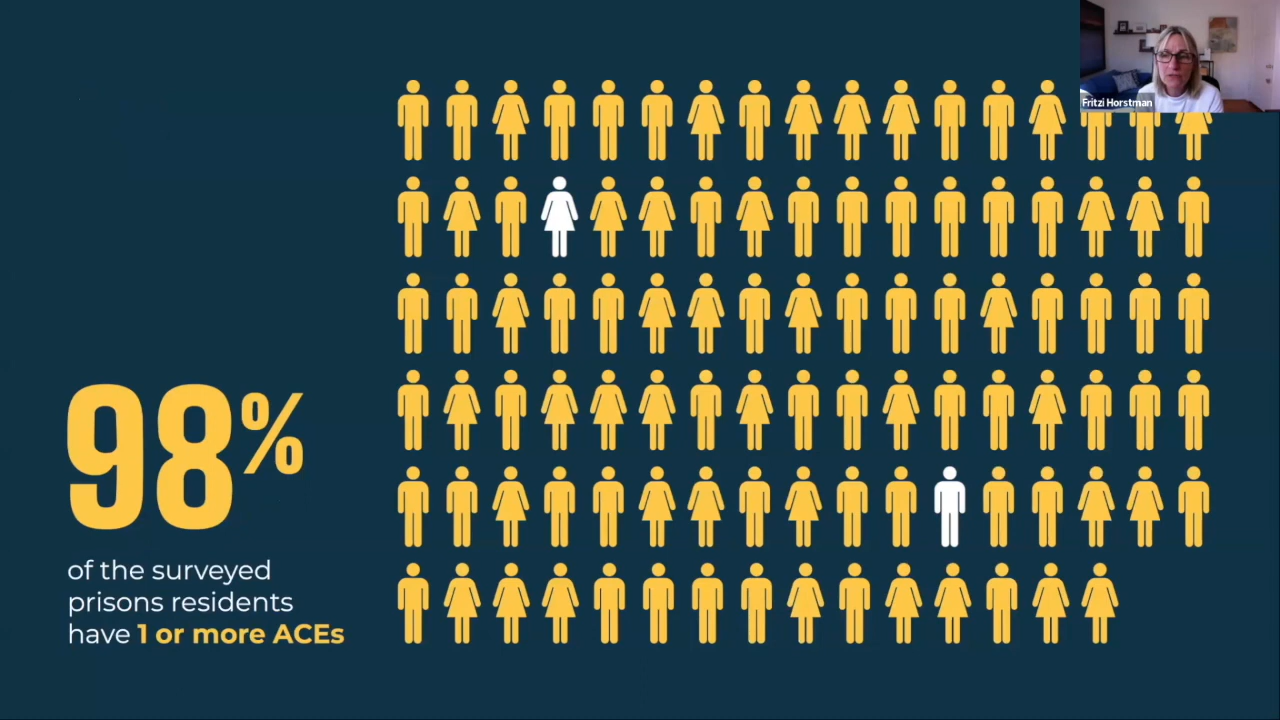 Fritzi Horstman
98%
of the surveyed
prisons residents
have 1 or more ACEs